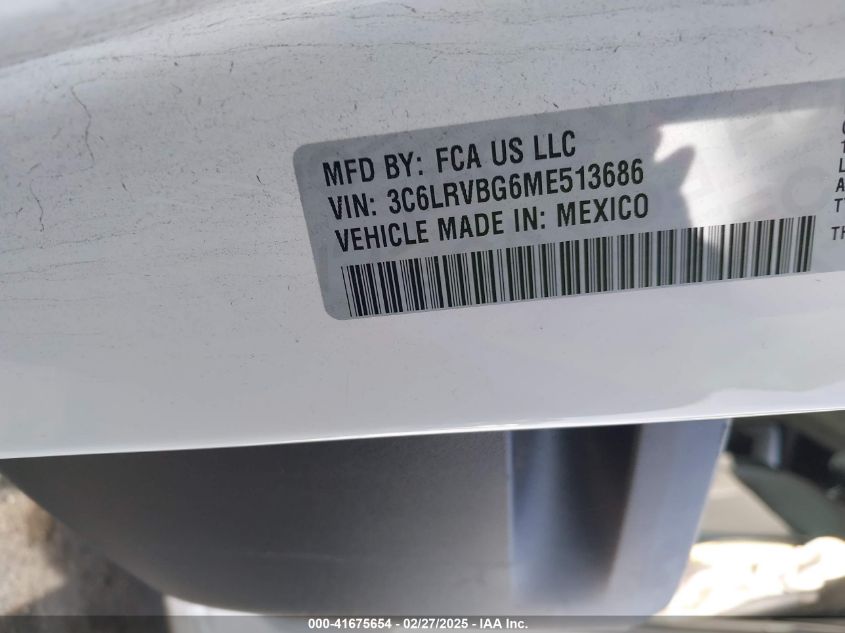 MFD BY: FCA US LLC
VIN: 3C6LRVBG6ME513686
VEHICLE MADE IN: MEXICO
000-41675654 - 02/27/2025 - IAA Inc.